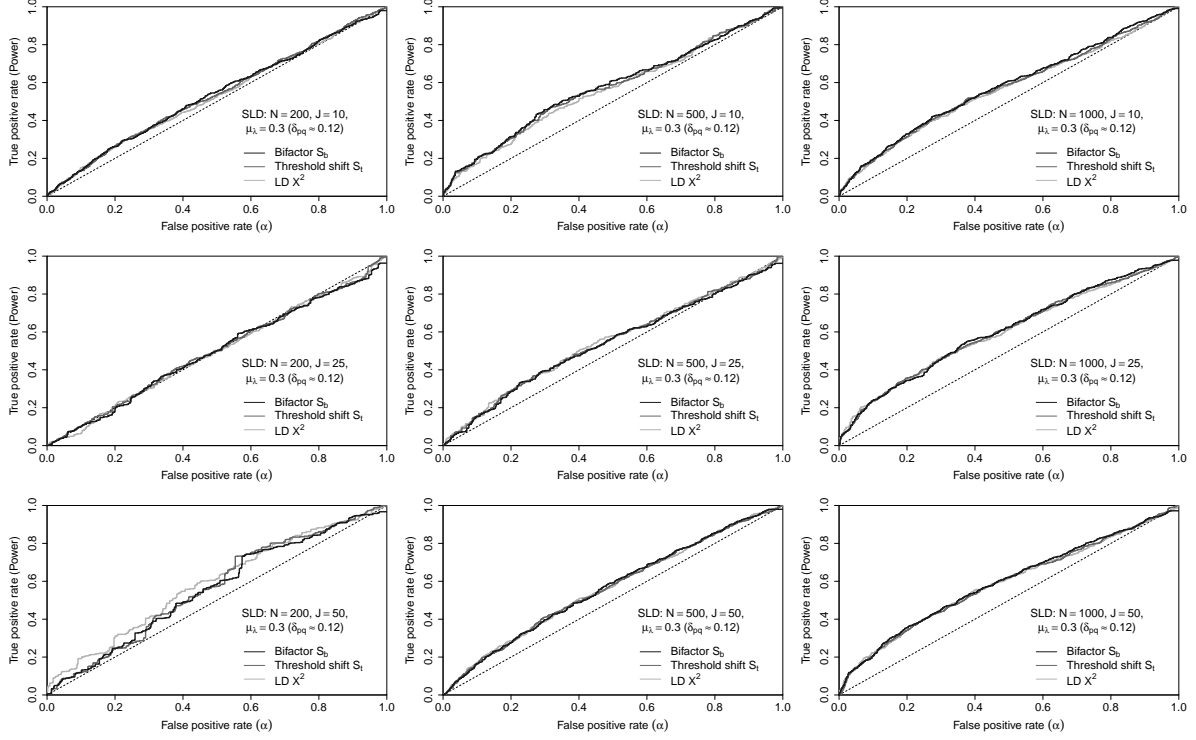 True positive rate (Power)
0.0 0.2 0.4 0.6 0.8 1.0
SLD: N = 200, J = 10,
μλ = 0.3 (δpq ≈ 0.12)
Bifactor Sb
Threshold shift St
LD X²
0.0 0.2 0.4 0.6 0.8 1.0
False positive rate (α)
True positive rate (Power)
0.0 0.2 0.4 0.6 0.8 1.0
SLD: N = 500, J = 10,
μλ = 0.3 (δpq ≈ 0.12)
Bifactor Sb
Threshold shift St
LD X²
0.0 0.2 0.4 0.6 0.8 1.0
False positive rate (α)
True positive rate (Power)
0.0 0.2 0.4 0.6 0.8 1.0
SLD: N = 1000, J = 10,
μλ = 0.3 (δpq ≈ 0.12)
Bifactor Sb
Threshold shift St
LD X²
0.0 0.2 0.4 0.6 0.8 1.0
False positive rate (α)
True positive rate (Power)
0.0 0.2 0.4 0.6 0.8 1.0
SLD: N = 200, J = 25,
μλ = 0.3 (δpq ≈ 0.12)
Bifactor Sb
Threshold shift St
LD X²
0.0 0.2 0.4 0.6 0.8 1.0
False positive rate (α)
True positive rate (Power)
0.0 0.2 0.4 0.6 0.8 1.0
SLD: N = 500, J = 25,
μλ = 0.3 (δpq ≈ 0.12)
Bifactor Sb
Threshold shift St
LD X²
0.0 0.2 0.4 0.6 0.8 1.0
False positive rate (α)
True positive rate (Power)
0.0 0.2 0.4 0.6 0.8 1.0
SLD: N = 1000, J = 25,
μλ = 0.3 (δpq ≈ 0.12)
Bifactor Sb
Threshold shift St
LD X²
0.0 0.2 0.4 0.6 0.8 1.0
False positive rate (α)
True positive rate (Power)
0.0 0.2 0.4 0.6 0.8 1.0
SLD: N = 200, J = 50,
μλ = 0.3 (δpq ≈ 0.12)
Bifactor Sb
Threshold shift St
LD X²
0.0 0.2 0.4 0.6 0.8 1.0
False positive rate (α)
True positive rate (Power)
0.0 0.2 0.4 0.6 0.8 1.0
SLD: N = 500, J = 50,
μλ = 0.3 (δpq ≈ 0.12)
Bifactor Sb
Threshold shift St
LD X²
0.0 0.2 0.4 0.6 0.8 1.0
False positive rate (α)
True positive rate (Power)
0.0 0.2 0.4 0.6 0.8 1.0
SLD: N = 1000, J = 50,
μλ = 0.3 (δpq ≈ 0.12)
Bifactor Sb
Threshold shift St
LD X²
0.0 0.2 0.4 0.6 0.8 1.0
False positive rate (α)